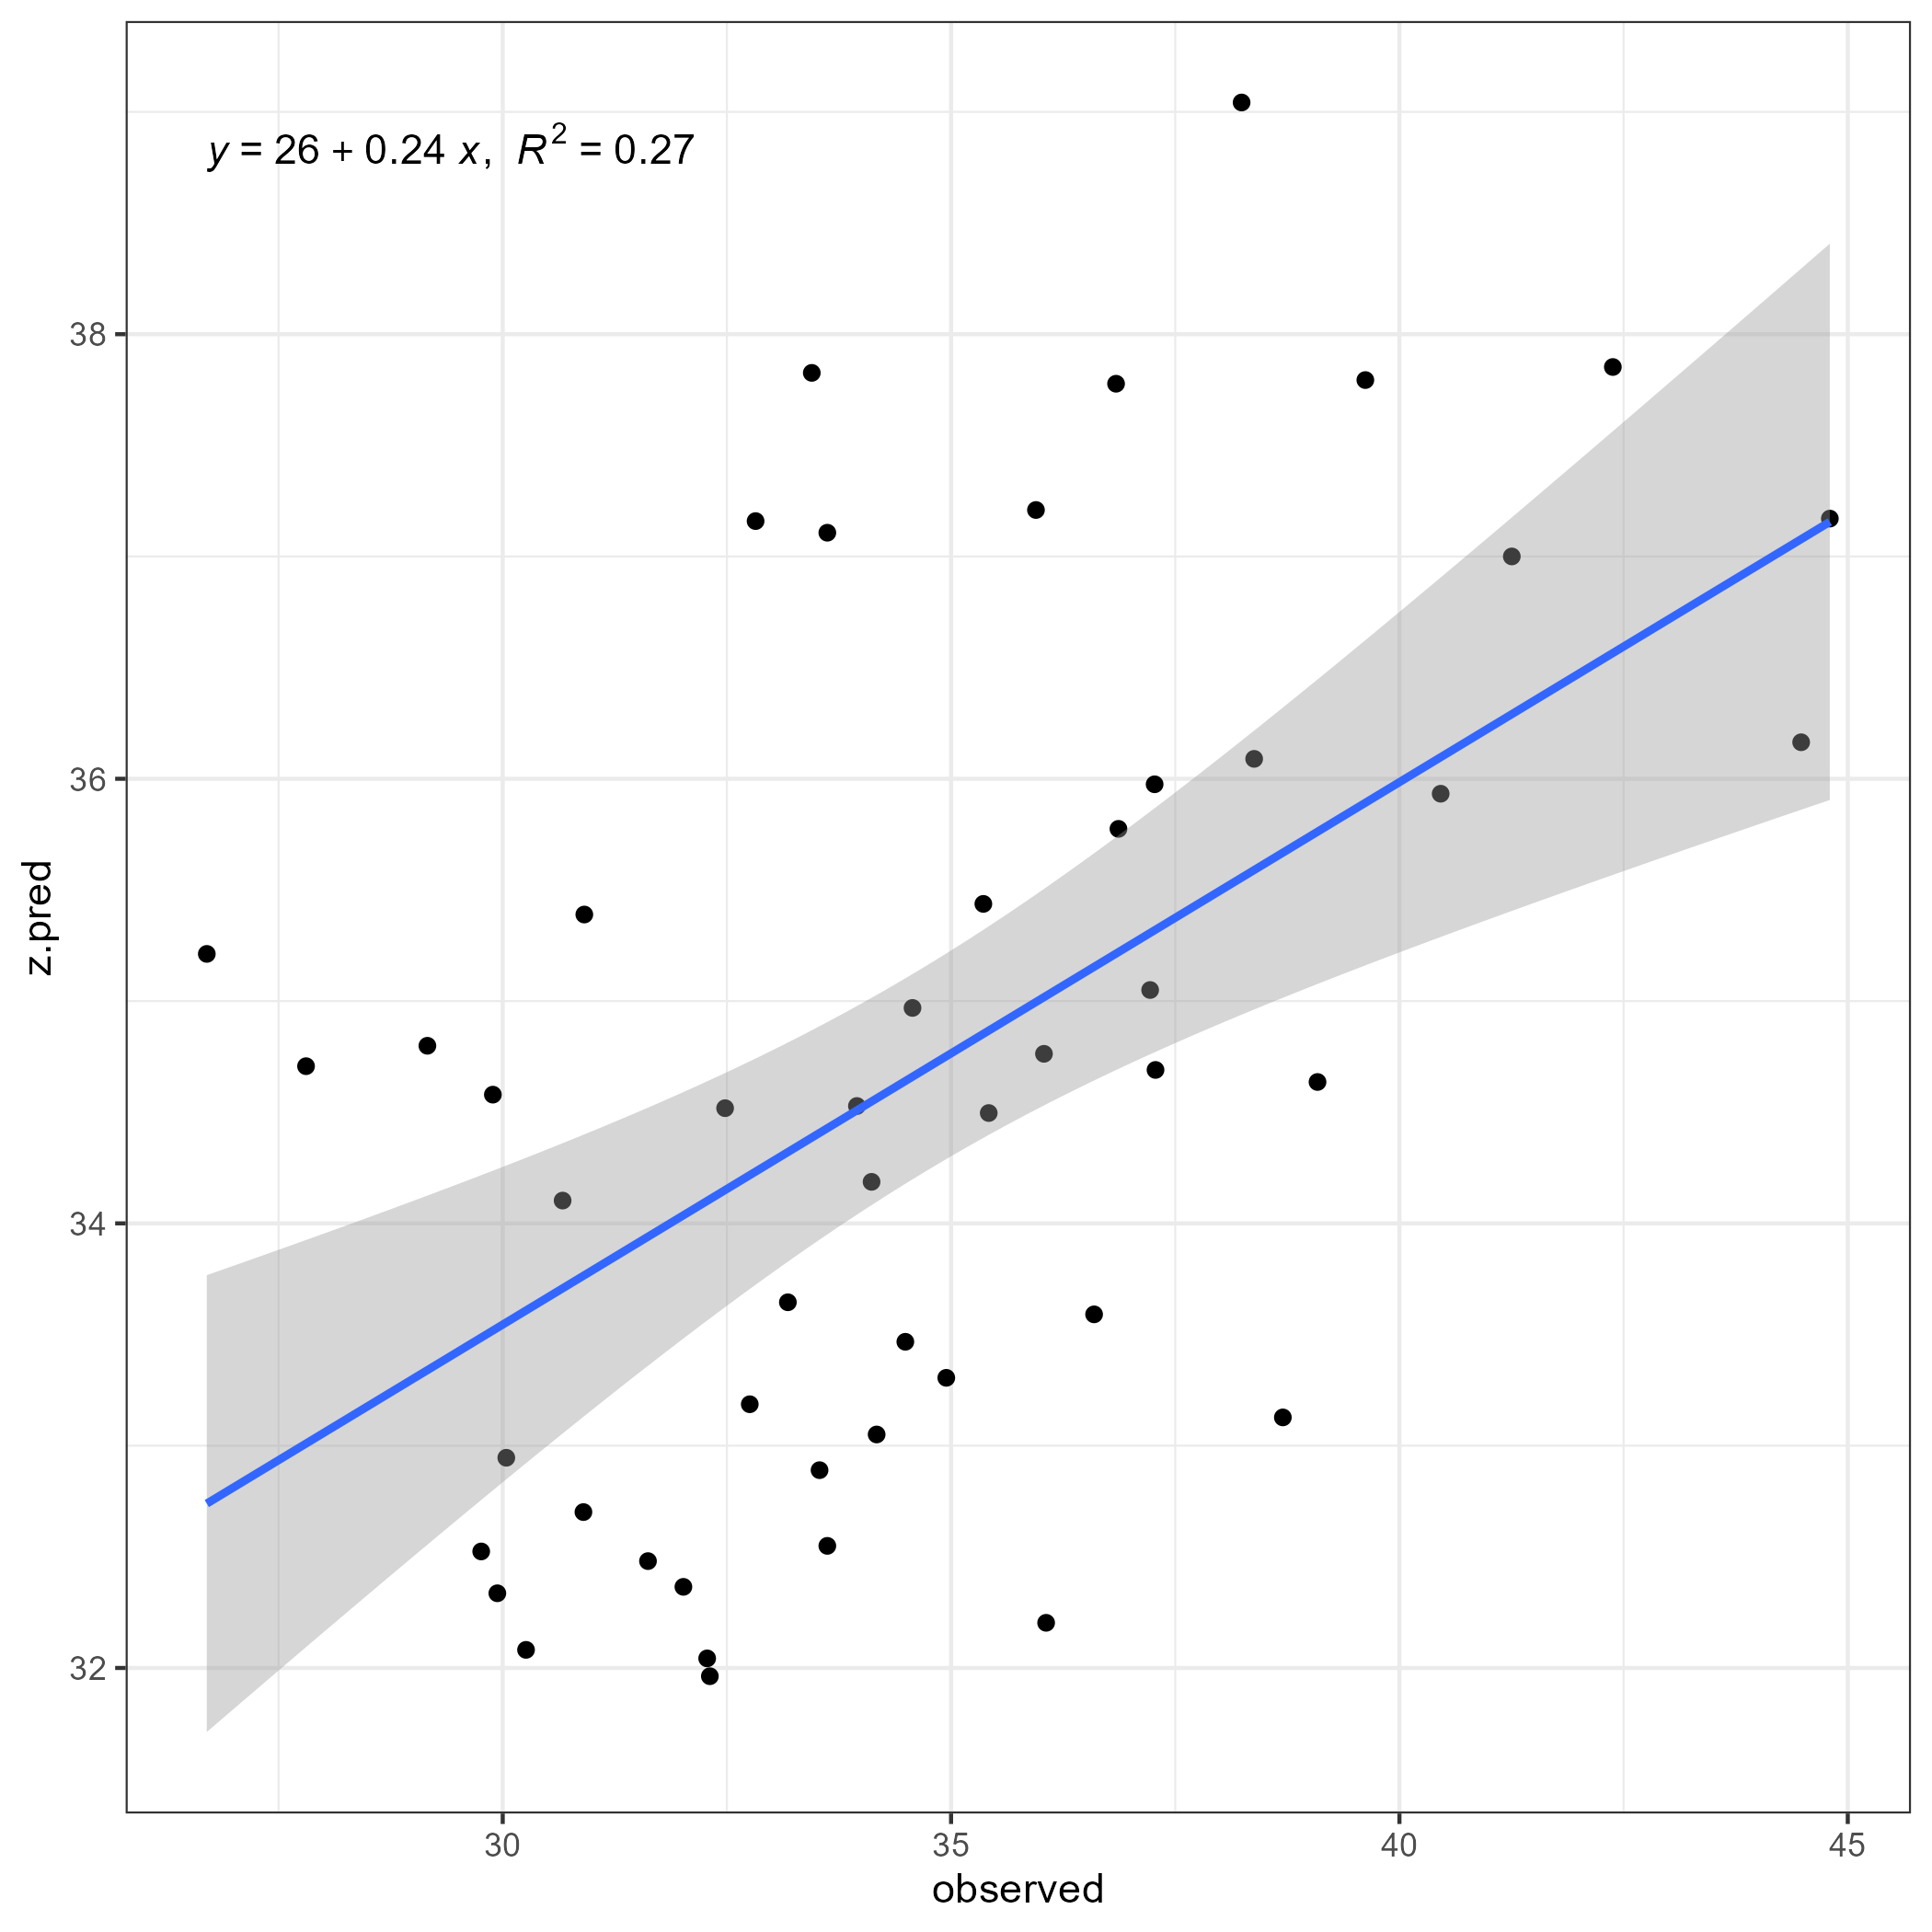 y = 26 + 0.24 x, R² = 0.27
38
36
34
32
z.pred
30 35 40 45
observed